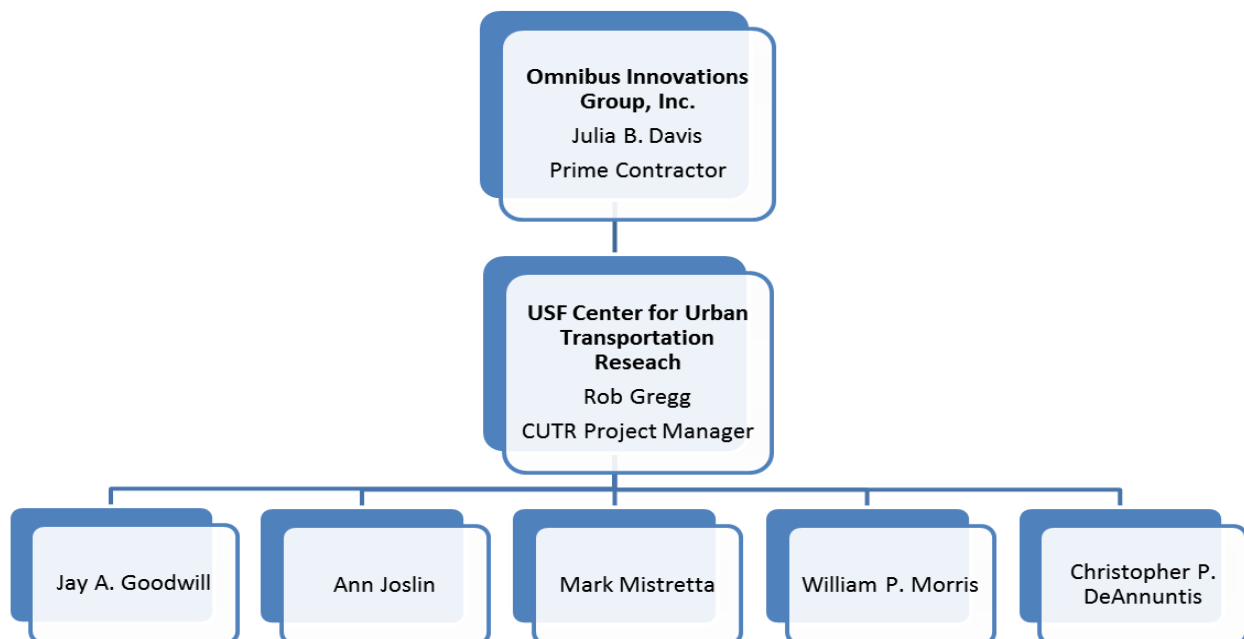 Omnibus Innovations
Group, Inc.
Julia B. Davis
Prime Contractor
USF Center for Urban
Transportation
Reseach
Rob Gregg
CUTR Project Manager
Jay A. Goodwill
Ann Joslin
Mark Mistretta
William P. Morris
Christopher P.
DeAnnuntis